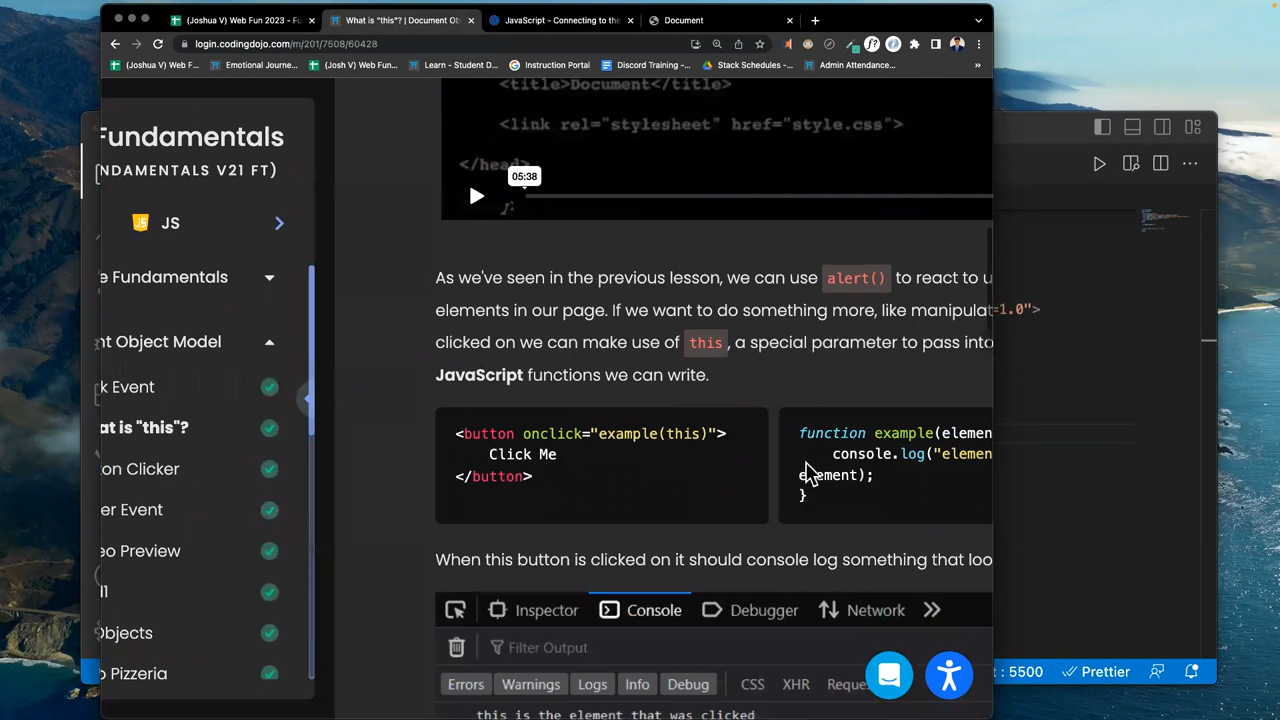 (Joshua V) Web Fun 2023 - Fu
What is "this"? | Document Ob
JavaScript - Connecting to the
Document
login.codingdojo.com/m/201/7508/60428
(Joshua V) Web F...
Emotional Journe...
(Josh V) Web Fun...
Learn - Student D...
Instruction Portal
Discord Training -...
Stack Schedules -...
Admin Attendance...
Fundamentals
NDAMENTALS V21 FT)
JS
e Fundamentals
nt Object Model
k Event
at is "this"?
on Clicker
er Event
eo Preview
Objects
o Pizzeria
<title>Document</title>
<link rel="stylesheet" href="style.css">
</head>
05:38
As we've seen in the previous lesson, we can use alert() to react to u
elements in our page. If we want to do something more, like manipulat
clicked on we can make use of this, a special parameter to pass into
JavaScript functions we can write.
<button onclick="example(this)">
Click Me
</button>
function example(elemen
console.log("elemen
element);
}
When this button is clicked on it should console log something that loo
Inspector
Console
Debugger
Network
Filter Output
Errors
Warnings
Logs
Info
Debug
CSS
XHR
Reque
this is the element that was clicked
=1.0">
t : 5500
Prettier